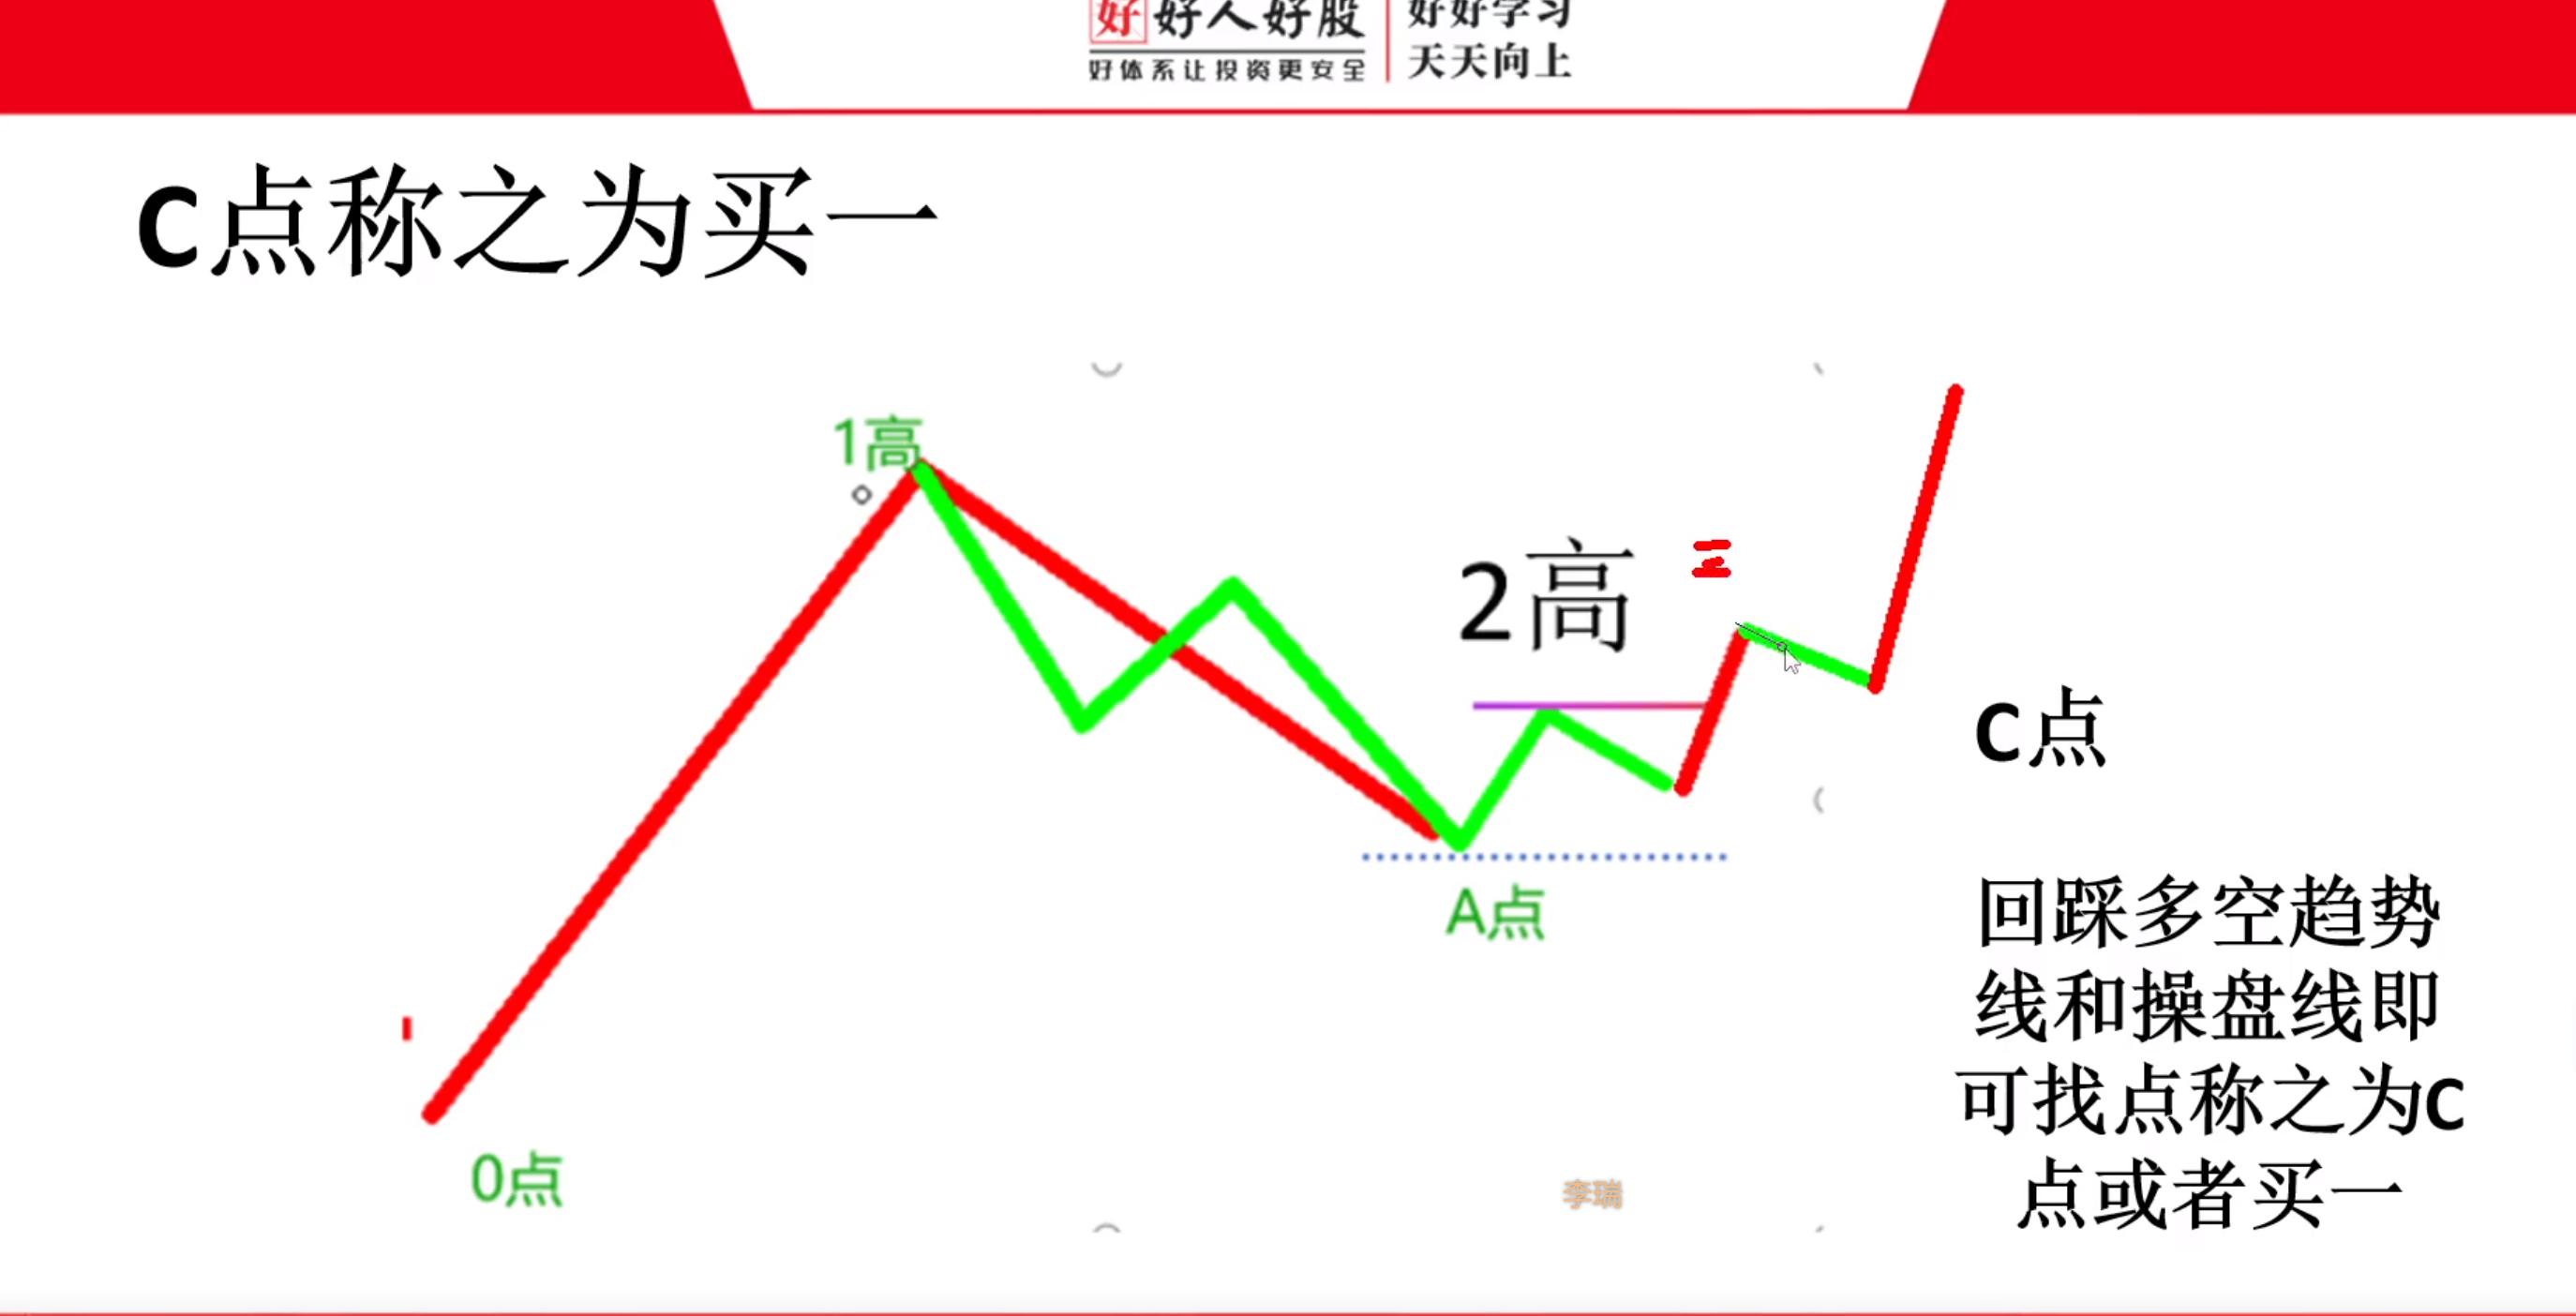 好 好人好股
好体系让投资更安全
好好学习
天天向上
C点称之为买一
1高
2高
三
C点
A点
0点
回踩多空趋势
线和操盘线即
可找点称之为C
点或者买一
李瑞